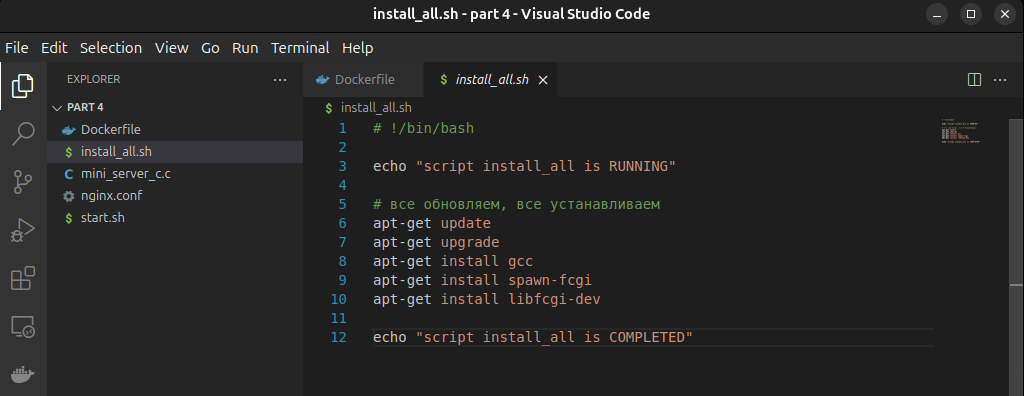 install_all.sh - part 4 - Visual Studio Code
File Edit Selection View Go Run Terminal Help
EXPLORER
PART 4
Dockerfile
install_all.sh
mini_server_c.c
nginx.conf
start.sh
Dockerfile
install_all.sh
install_all.sh
1 # !/bin/bash
2
3 echo "script install_all is RUNNING"
4
5 # все обновляем, все устанавливаем
6 apt-get update
7 apt-get upgrade
8 apt-get install gcc
9 apt-get install spawn-fcgi
10 apt-get install libfcgi-dev
11
12 echo "script install_all is COMPLETED"